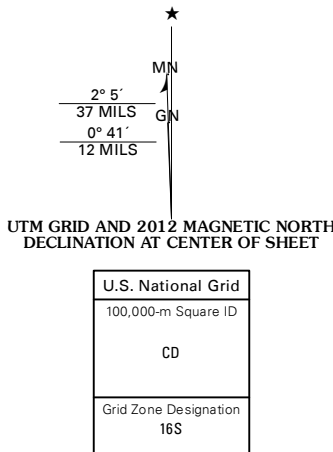 ★
MN
2° 5´
37 MILS
GN
0° 41´
12 MILS
UTM GRID AND 2012 MAGNETIC NORTH
DECLINATION AT CENTER OF SHEET
U.S. National Grid
100,000-m Square ID
CD
Grid Zone Designation
16S